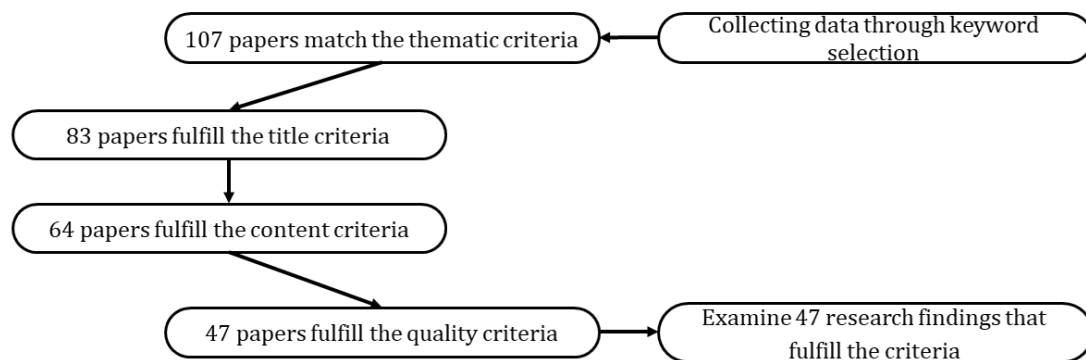 107 papers match the thematic criteria
Collecting data through keyword
selection
83 papers fulfill the title criteria
64 papers fulfill the content criteria
47 papers fulfill the quality criteria
Examine 47 research findings that
fulfill the criteria